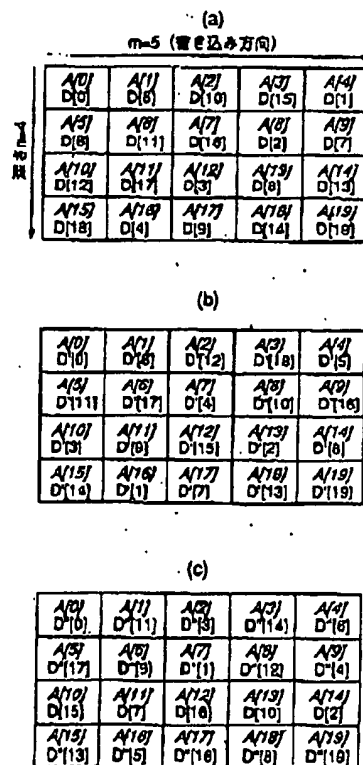 (a)
m=5 (書き込み方向)
深さn=4
A[0] A[1] A[2] A[3] A[4]
D[0] D[5] D[10] D[15] D[1]
A[5] A[6] A[7] A[8] A[9]
D[6] D[11] D[16] D[2] D[7]
A[10] A[11] A[12] A[13] A[14]
D[12] D[17] D[3] D[8] D[13]
A[15] A[16] A[17] A[18] A[19]
D[18] D[4] D[9] D[14] D[19]
(b)
A[0] A[1] A[2] A[3] A[4]
D'[0] D'[6] D'[12] D'[18] D'[5]
A[5] A[6] A[7] A[8] A[9]
D'[11] D'[17] D'[4] D'[10] D'[16]
A[10] A[11] A[12] A[13] A[14]
D'[3] D'[9] D'[15] D'[2] D'[8]
A[15] A[16] A[17] A[18] A[19]
D'[14] D'[1] D'[7] D'[13] D'[19]
(c)
A[0] A[1] A[2] A[3] A[4]
D"[0] D"[11] D"[3] D"[14] D"[6]
A[5] A[6] A[7] A[8] A[9]
D"[17] D"[9] D"[1] D"[12] D"[4]
A[10] A[11] A[12] A[13] A[14]
D[15] D[7] D[18] D[10] D[2]
A[15] A[16] A[17] A[18] A[19]
D"[13] D"[5] D"[16] D"[8] D"[19]